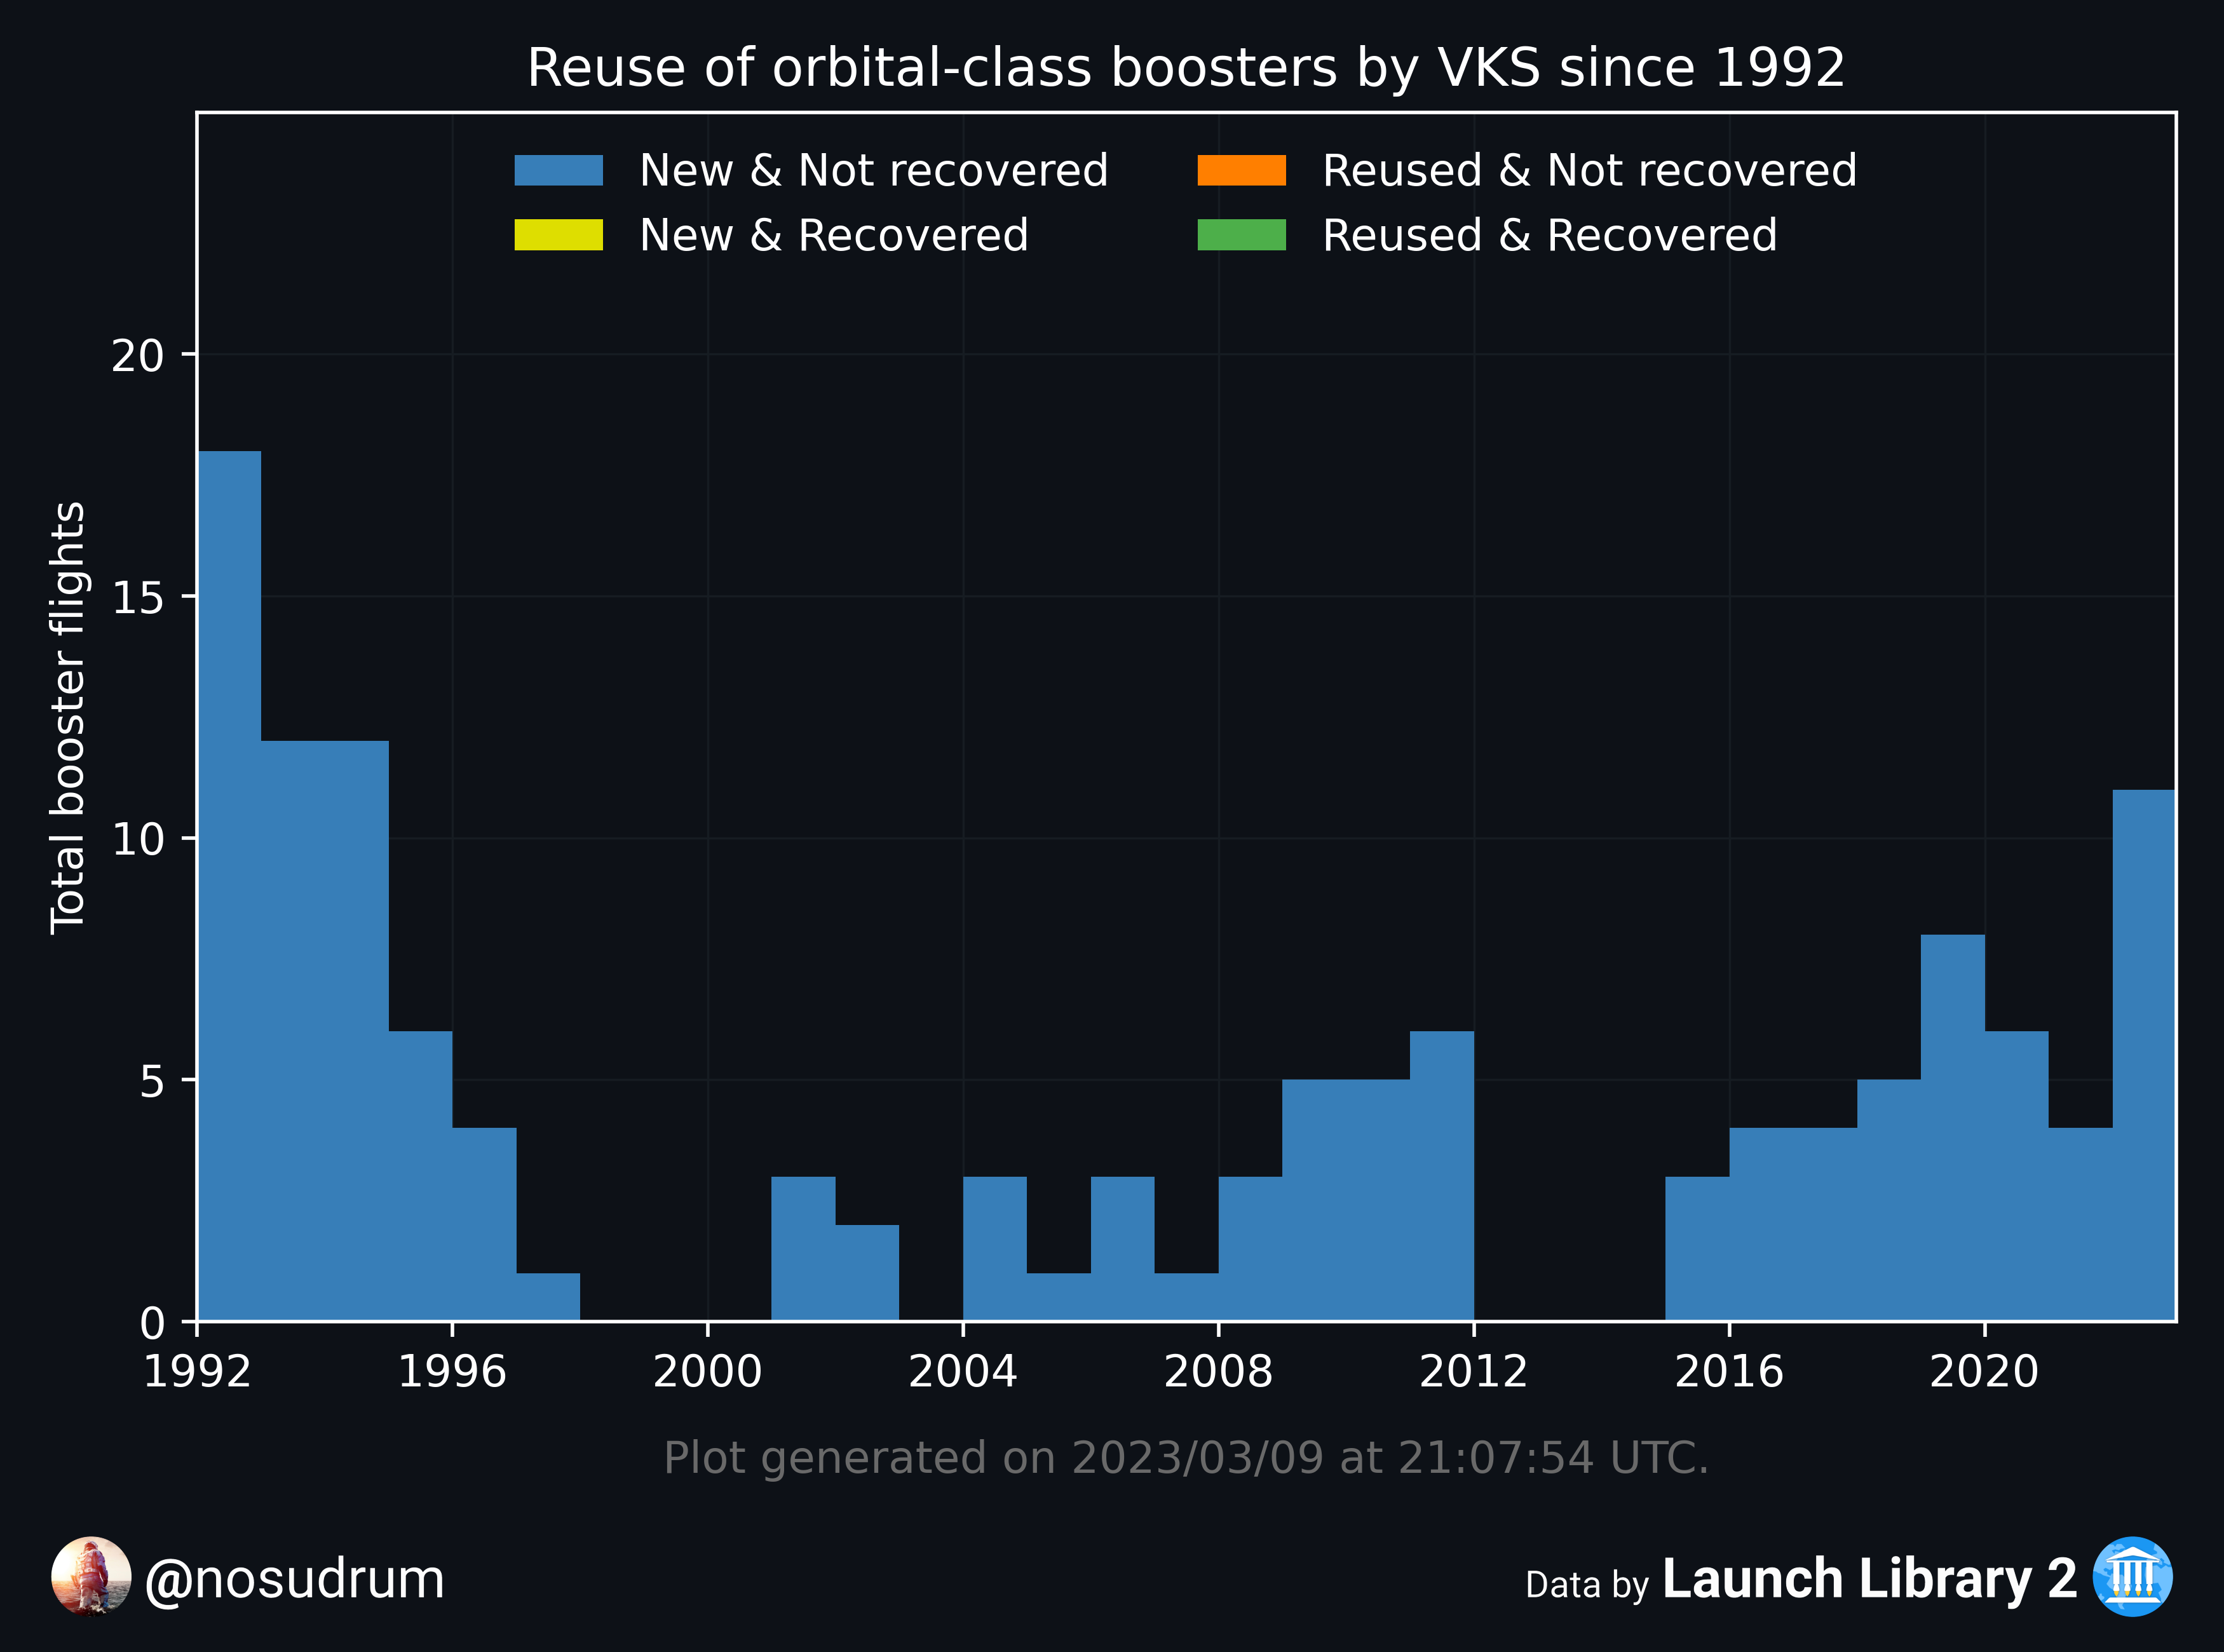 Reuse of orbital-class boosters by VKS since 1992
New & Not recovered
New & Recovered
Reused & Not recovered
Reused & Recovered
Total booster flights
20
15
10
5
0
1992 1996 2000 2004 2008 2012 2016 2020
Plot generated on 2023/03/09 at 21:07:54 UTC.
@nosudrum
Data by Launch Library 2